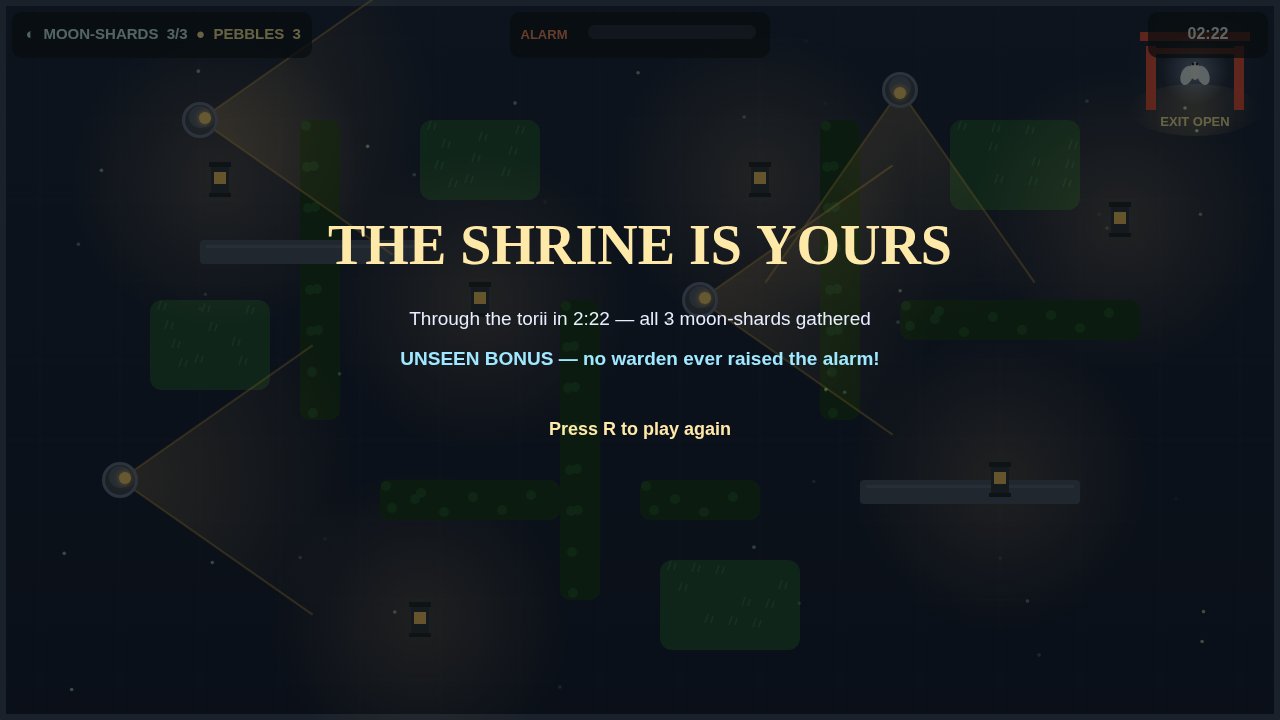 MOON-SHARDS 3/3 ● PEBBLES 3
ALARM
02:22
EXIT OPEN
THE SHRINE IS YOURS
Through the torii in 2:22 — all 3 moon-shards gathered
UNSEEN BONUS — no warden ever raised the alarm!
Press R to play again